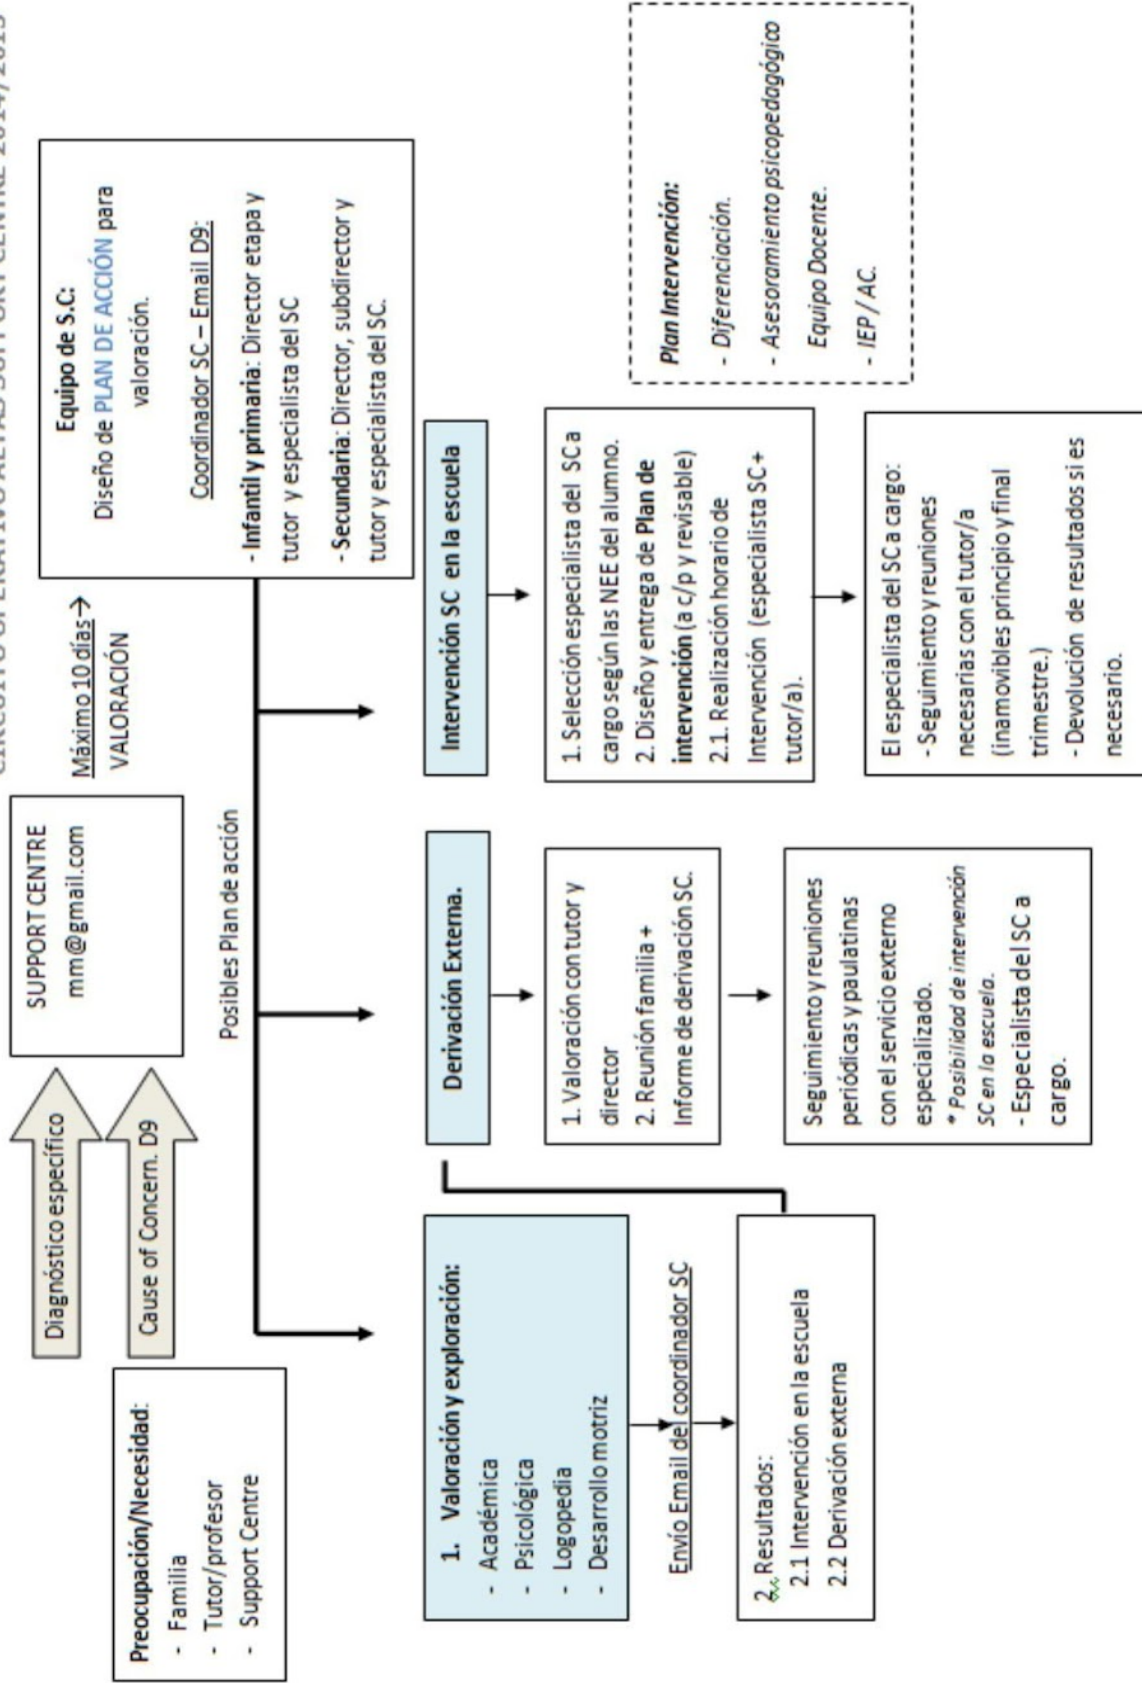 CIRCUITO OPERATIVO ALTAS SUPPORT CENTRE 2014/2015
Preocupación/Necesidad:
- Familia
- Tutor/profesor
- Support Centre
Diagnóstico específico
Cause of Concern. D9
SUPPORT CENTRE
mm@gmail.com
Máximo 10 días→
VALORACIÓN
Equipo de S.C:
Diseño de PLAN DE ACCIÓN para
valoración.
Coordinador SC – Email D9:
- Infantil y primaria: Director etapa y
tutor y especialista del SC
- Secundaria: Director, subdirector y
tutor y especialista del SC.
Posibles Plan de acción
1. Valoración y exploración:
- Académica
- Psicológica
- Logopedia
- Desarrollo motriz
Envío Email del coordinador SC
2. Resultados:
2.1 Intervención en la escuela
2.2 Derivación externa
Derivación Externa.
1. Valoración con tutor y
director
2. Reunión familia +
Informe de derivación SC.
Seguimiento y reuniones
periódicas y paulatinas
con el servicio externo
especializado.
* Posibilidad de intervención
SC en la escuela.
- Especialista del SC a
cargo.
Intervención SC en la escuela
1. Selección especialista del SC a
cargo según las NEE del alumno.
2. Diseño y entrega de Plan de
intervención (a c/p y revisable)
2.1. Realización horario de
Intervención (especialista SC+
tutor/a).
El especialista del SC a cargo:
- Seguimiento y reuniones
necesarias con el tutor/a
(inamovibles principio y final
trimestre.)
- Devolución de resultados si es
necesario.
Plan Intervención:
- Diferenciación.
- Asesoramiento psicopedagógico
Equipo Docente.
- IEP / AC.